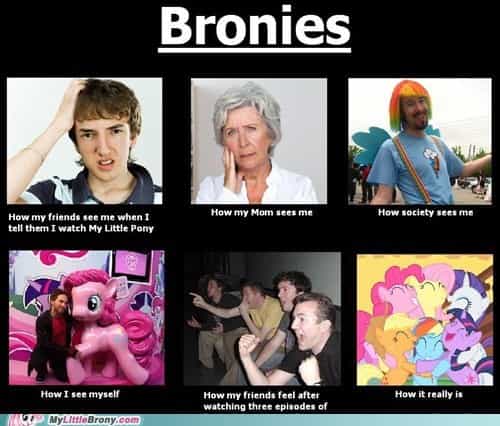 Bronies
How my friends see me when I
tell them I watch My Little Pony
How my Mom sees me
How society sees me
How I see myself
How my friends feel after
watching three episodes of
How it really is
MyLittleBrony.com